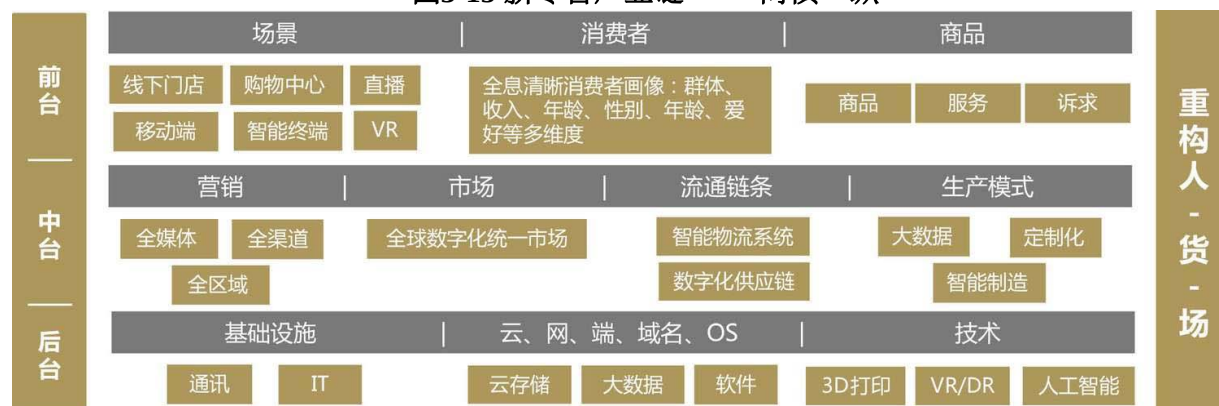 场景 | 消费者 | 商品
前台
线下门店 购物中心 直播
移动端 智能终端 VR
全息清晰消费者画像：群体、
收入、年龄、性别、年龄、爱
好等多维度
商品 服务 诉求
营销 | 市场 | 流通链条 | 生产模式
中台
全媒体 全渠道
全区域
全球数字化统一市场
智能物流系统
数字化供应链
大数据 定制化
智能制造
基础设施 | 云、网、端、域名、OS | 技术
后台
通讯 IT
云存储 大数据 软件
3D打印 VR/DR 人工智能
重构人-货-场